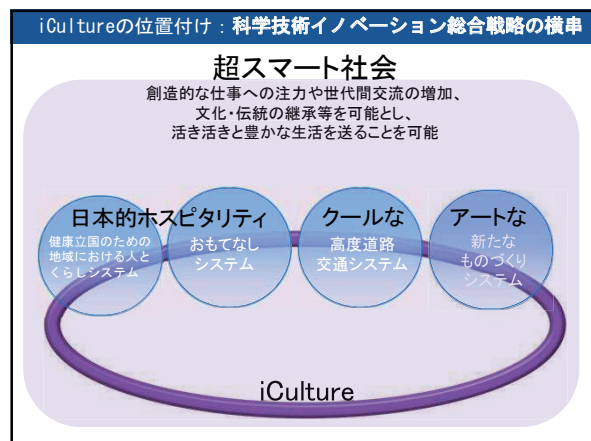 iCultureの位置付け：科学技術イノベーション総合戦略の横串
超スマート社会
創造的な仕事への注力や世代間交流の増加、
文化・伝統の継承等を可能とし、
活き活きと豊かな生活を送ることを可能
日本的ホスピタリティ
クールな
アートな
健康立国のための
地域における人と
くらしシステム
おもてなし
システム
高度道路
交通システム
新たな
ものづくり
システム
iCulture